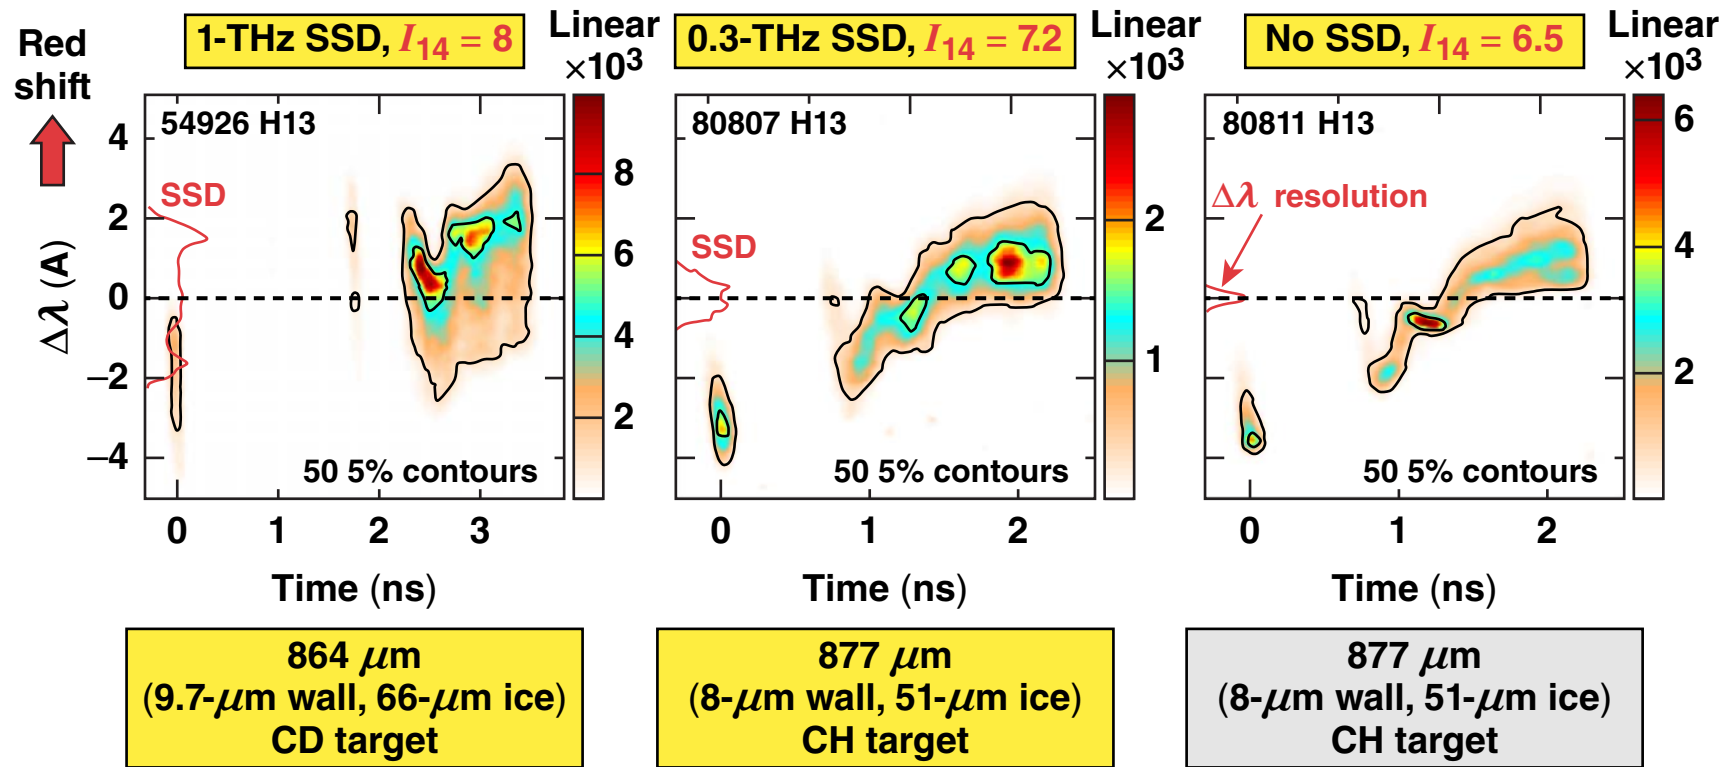 Red
shift
1-THz SSD, I14 = 8
Linear
×10³
0.3-THz SSD, I14 = 7.2
Linear
×10³
No SSD, I14 = 6.5
Linear
×10³
54926 H13
SSD
50 5% contours
Δλ (A)
4
2
0
–2
–4
0 1 2 3
Time (ns)
8
6
4
2
80807 H13
SSD
50 5% contours
0 1 2
Time (ns)
2
1
80811 H13
Δλ resolution
50 5% contours
0 1 2
Time (ns)
6
4
2
864 μm
(9.7-μm wall, 66-μm ice)
CD target
877 μm
(8-μm wall, 51-μm ice)
CH target
877 μm
(8-μm wall, 51-μm ice)
CH target